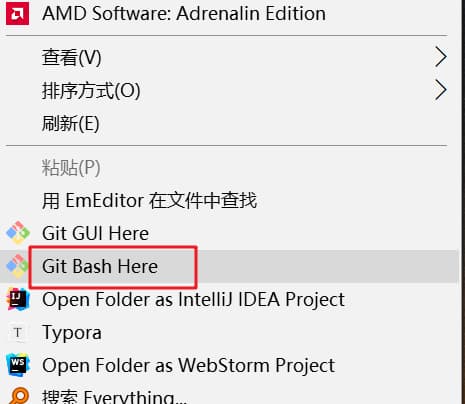 AMD Software: Adrenalin Edition
查看(V)
排序方式(O)
刷新(E)
粘贴(P)
用 EmEditor 在文件中查找
Git GUI Here
Git Bash Here
Open Folder as IntelliJ IDEA Project
T Typora
Open Folder as WebStorm Project
搜索 Everything...